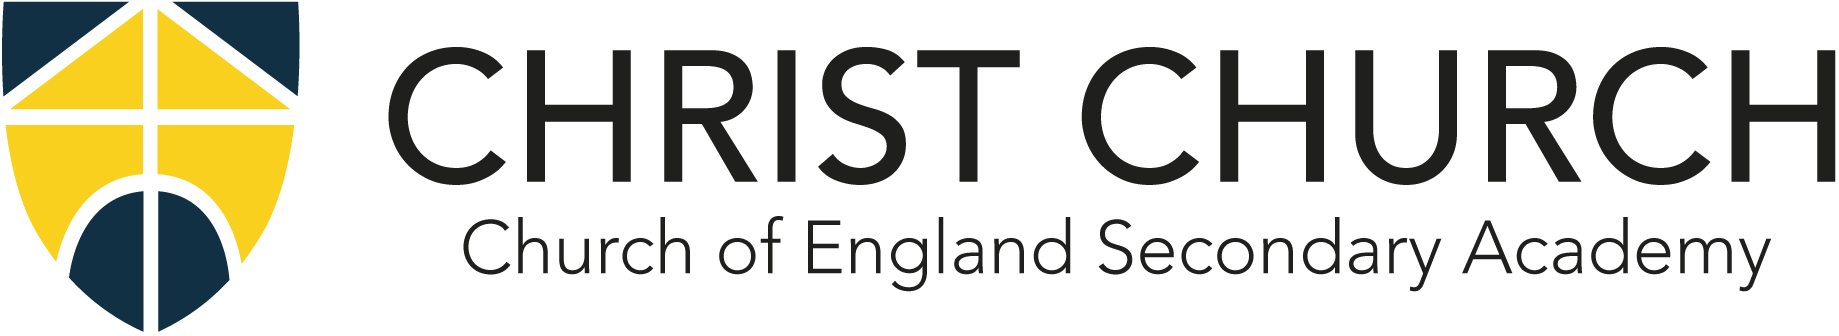 CHRIST CHURCH
Church of England Secondary Academy